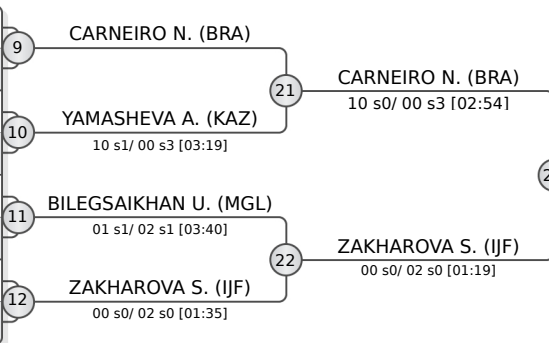 9
CARNEIRO N. (BRA)
21
CARNEIRO N. (BRA)
10 s0/ 00 s3 [02:54]
10
YAMASHEVA A. (KAZ)
10 s1/ 00 s3 [03:19]
11
BILEGSAIKHAN U. (MGL)
01 s1/ 02 s1 [03:40]
22
ZAKHAROVA S. (IJF)
00 s0/ 02 s0 [01:19]
12
ZAKHAROVA S. (IJF)
00 s0/ 02 s0 [01:35]